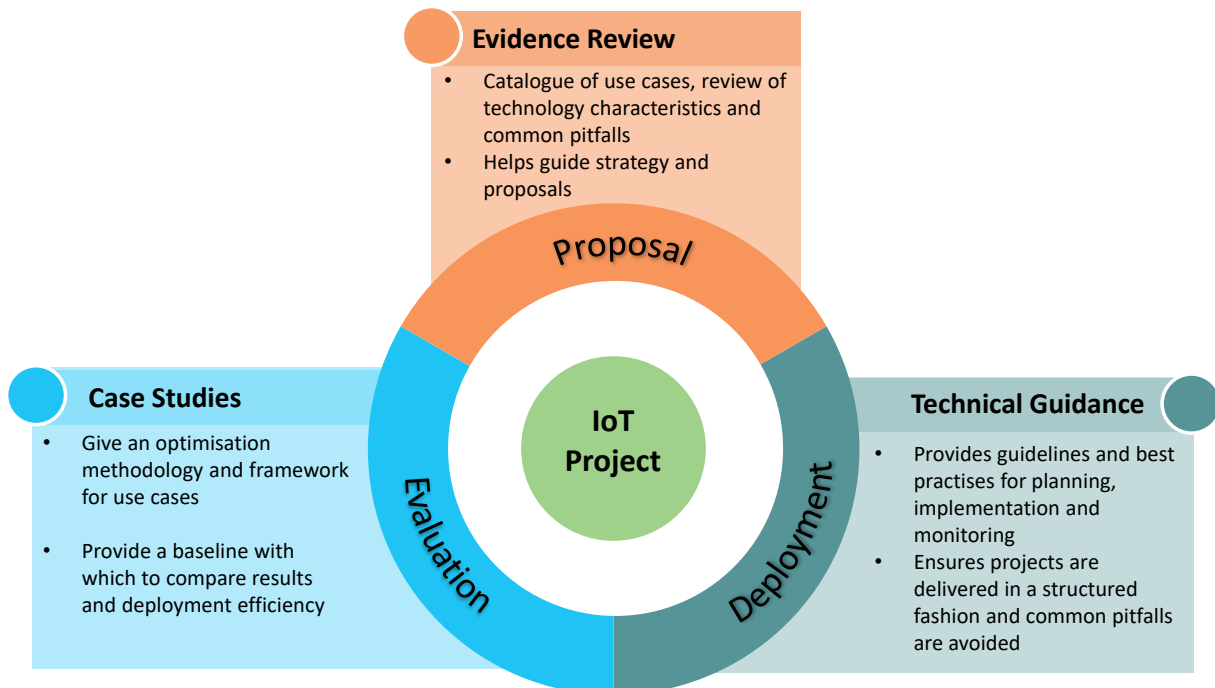 Evidence Review
• Catalogue of use cases, review of
technology characteristics and
common pitfalls
• Helps guide strategy and
proposals
Proposal
Case Studies
• Give an optimisation
methodology and framework
for use cases
• Provide a baseline with
which to compare results
and deployment efficiency
Evaluation
IoT
Project
Deployment
Technical Guidance
• Provides guidelines and best
practises for planning,
implementation and
monitoring
• Ensures projects are
delivered in a structured
fashion and common pitfalls
are avoided